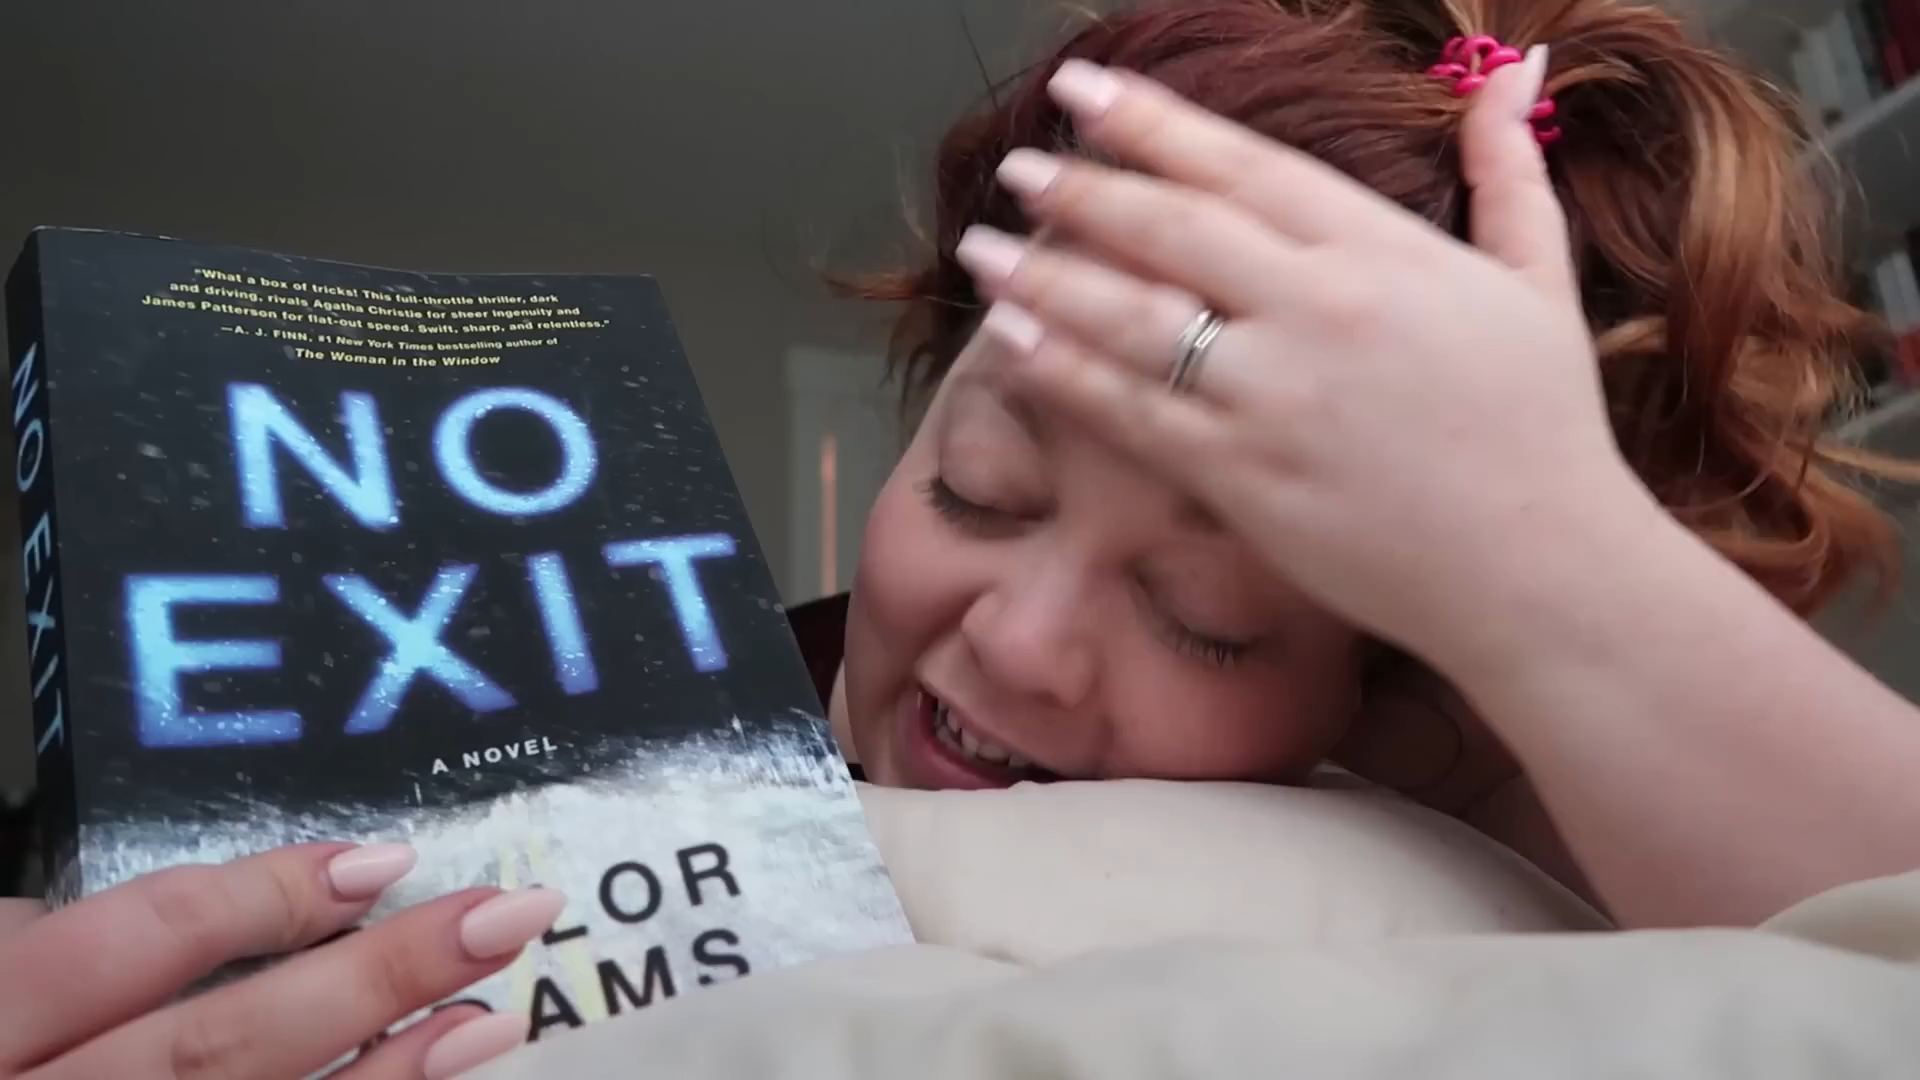 "What a box of tricks! This full-throttle thriller, dark
and driving, rivals Agatha Christie for sheer ingenuity and
James Patterson for flat-out speed. Swift, sharp, and relentless."
—A. J. FINN, #1 New York Times bestselling author of
The Woman in the Window
NO
EXIT
A NOVEL
LOR
DAMS
NO EXIT